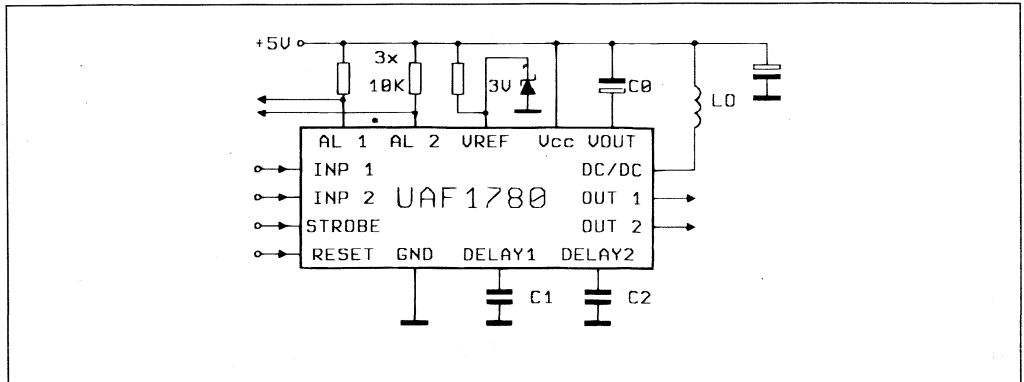 +5V
3x
10K
3V
C0
L0
AL 1 AL 2 VREF Vcc VOUT
INP 1 DC/DC
INP 2 UAF1780 OUT 1
STROBE OUT 2
RESET GND DELAY1 DELAY2
C1 C2